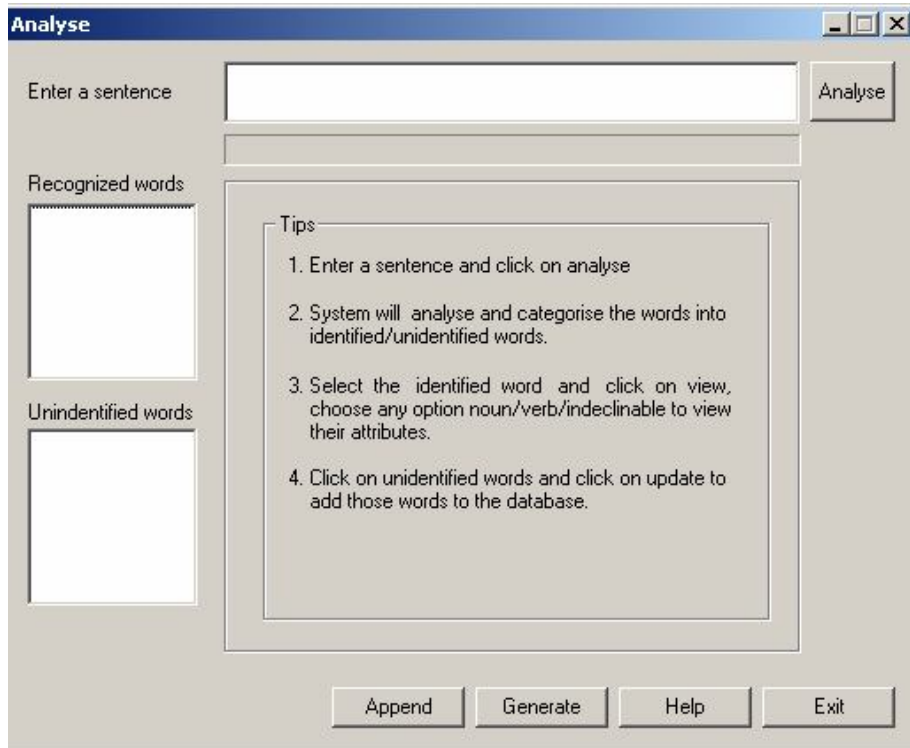 Analyse
Enter a sentence
Analyse
Recognized words
Tips
1. Enter a sentence and click on analyse
2. System will analyse and categorise the words into
identified/unidentified words.
3. Select the identified word and click on view,
choose any option noun/verb/indeclinable to view
their attributes.
Unindentified words
4. Click on unidentified words and click on update to
add those words to the database.
Append
Generate
Help
Exit